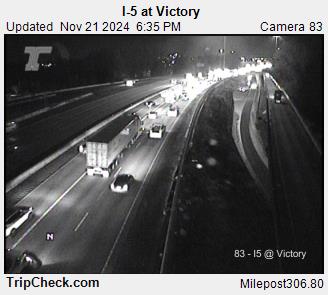 I-5 at Victory
Updated Nov 21 2024 6:35 PM
Camera 83
T
N
83 - I5 @ Victory
TripCheck.com
Milepost306.80